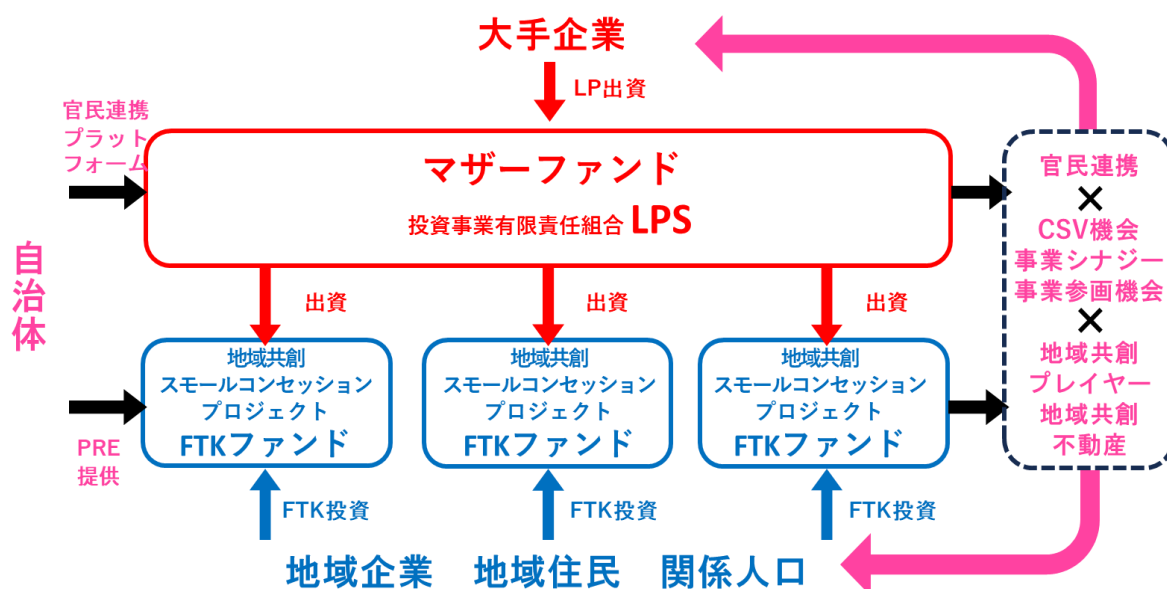 大手企業
LP出資
官民連携
プラット
フォーム
マザーファンド
投資事業有限責任組合 LPS
自治体
出資
出資
出資
地域共創
スモールコンセッション
プロジェクト
FTKファンド
地域共創
スモールコンセッション
プロジェクト
FTKファンド
地域共創
スモールコンセッション
プロジェクト
FTKファンド
PRE
提供
FTK投資
FTK投資
FTK投資
地域企業 地域住民 関係人口
官民連携
×
CSV機会
事業シナジー
事業参画機会
×
地域共創
プレイヤー
地域共創
不動産